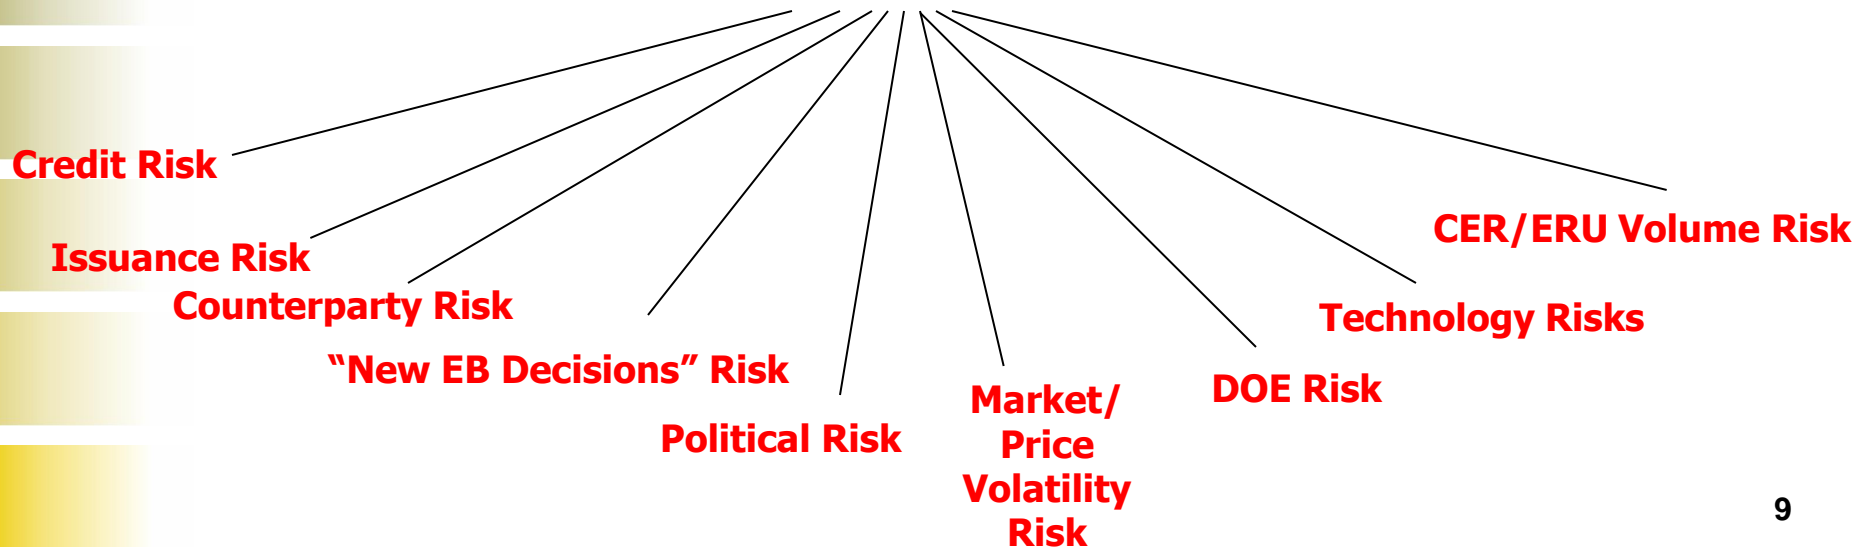 Credit Risk
Issuance Risk
Counterparty Risk
“New EB Decisions” Risk
Political Risk
Market/
Price
Volatility
Risk
DOE Risk
Technology Risks
CER/ERU Volume Risk
9